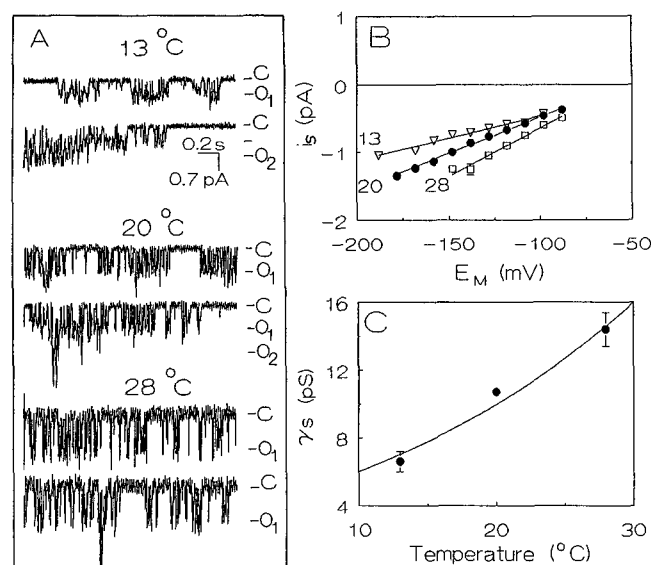 A
13 °C
-C
-O1
-C
-O2
0.2s
0.7 pA
20 °C
-C
-O1
-C
-O1
-O2
28 °C
-C
-O1
-C
-O1
B
is (pA)
1
0
-1
-2
13
20
28
-200
-150
-100
-50
EM (mV)
C
γs (pS)
16
12
8
4
10
20
30
Temperature (°C)